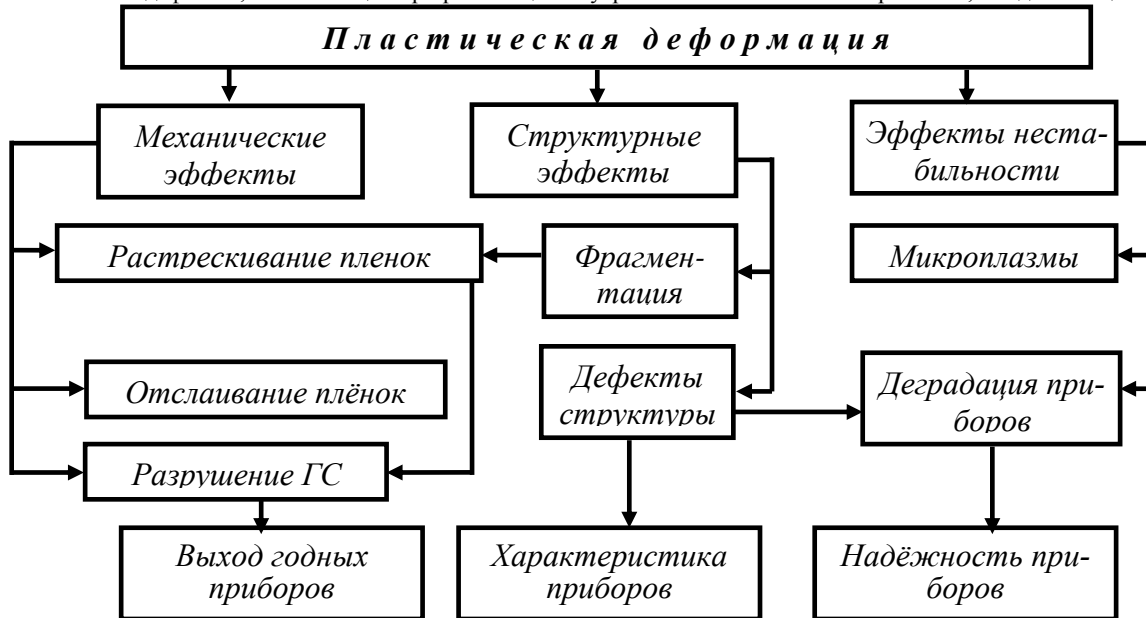 Пластическая деформация
Механические
эффекты
Структурные
эффекты
Эффекты неста-
бильности
Растрескивание пленок
Фрагмен-
тация
Микроплазмы
Отслаивание плёнок
Дефекты
структуры
Деградация при-
боров
Разрушение ГС
Выход годных
приборов
Характеристика
приборов
Надёжность при-
боров